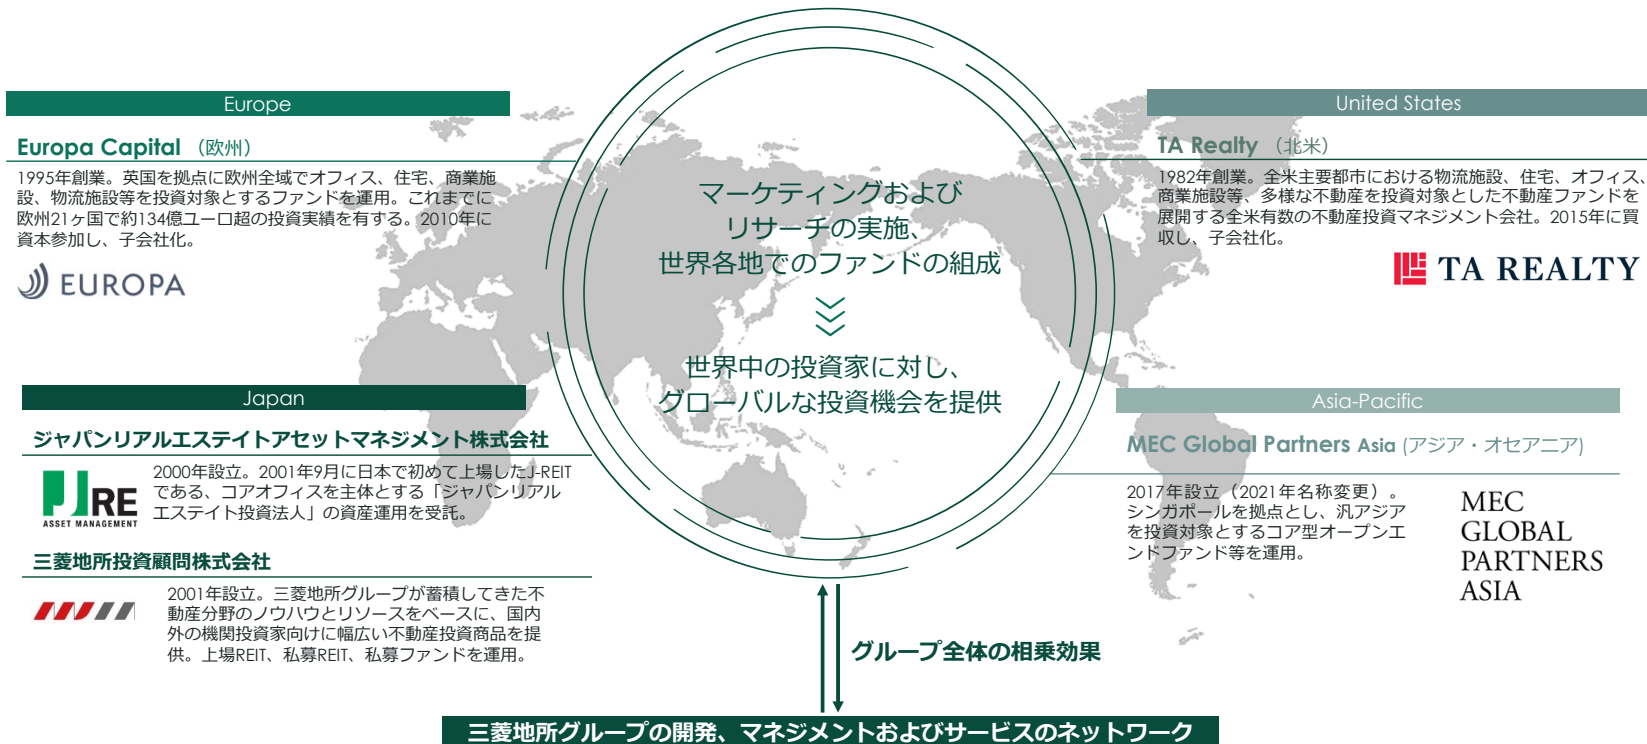 Europe
Europa Capital （欧州）
1995年創業。英国を拠点に欧州全域でオフィス、住宅、商業施
設、物流施設等を投資対象とするファンドを運用。これまでに
欧州21ヶ国で約134億ユーロ超の投資実績を有する。2010年に
資本参加し、子会社化。
EUROPA
United States
TA Realty （北米）
1982年創業。全米主要都市における物流施設、住宅、オフィス、
商業施設等、多様な不動産を投資対象とした不動産ファンドを
展開する全米有数の不動産投資マネジメント会社。2015年に買
収し、子会社化。
TA REALTY
マーケティングおよび
リサーチの実施、
世界各地でのファンドの組成
世界中の投資家に対し、
グローバルな投資機会を提供
Japan
ジャパンリアルエステイトアセットマネジメント株式会社
2000年設立。2001年9月に日本で初めて上場したJ-REIT
である、コアオフィスを主体とする「ジャパンリアル
エステイト投資法人」の資産運用を受託。
JRE
ASSET MANAGEMENT
三菱地所投資顧問株式会社
2001年設立。三菱地所グループが蓄積してきた不
動産分野のノウハウとリソースをベースに、国内
外の機関投資家向けに幅広い不動産投資商品を提
供。上場REIT、私募REIT、私募ファンドを運用。
Asia-Pacific
MEC Global Partners Asia (アジア・オセアニア)
2017年設立（2021年名称変更）。
シンガポールを拠点とし、汎アジア
を投資対象とするコア型オープンエ
ンドファンド等を運用。
MEC
GLOBAL
PARTNERS
ASIA
グループ全体の相乗効果
三菱地所グループの開発、マネジメントおよびサービスのネットワーク